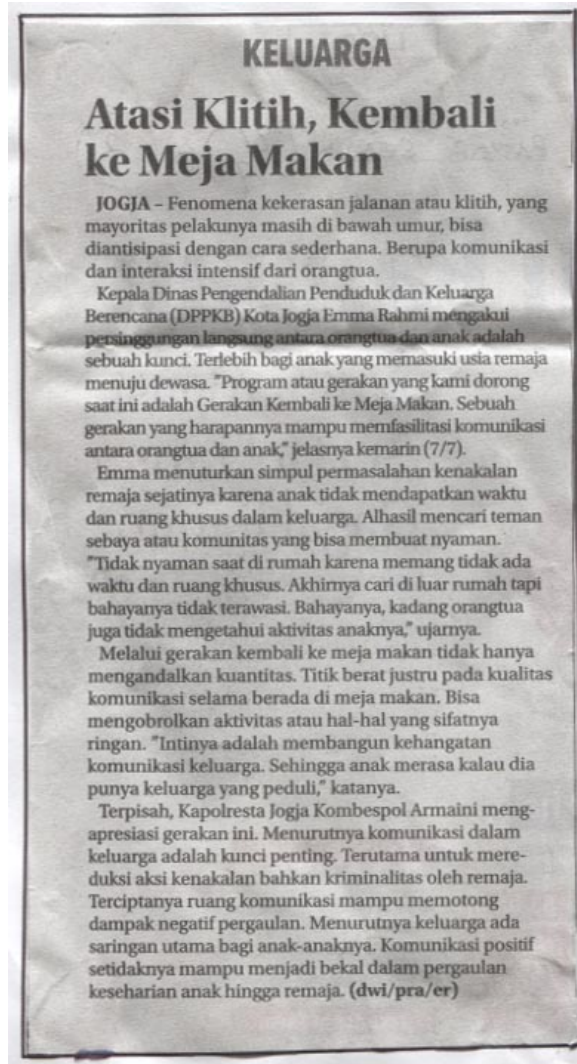 KELUARGA
Atasi Klitih, Kembali
ke Meja Makan
JOGJA – Fenomena kekerasan jalanan atau klitih, yang
mayoritas pelakunya masih di bawah umur, bisa
diantisipasi dengan cara sederhana. Berupa komunikasi
dan interaksi intensif dari orangtua.
Kepala Dinas Pengendalian Penduduk dan Keluarga
Berencana (DPPKB) Kota Jogja Emma Rahmi mengakui
persinggungan langsung antara orangtua dan anak adalah
sebuah kunci. Terlebih bagi anak yang memasuki usia remaja
menuju dewasa. "Program atau gerakan yang kami dorong
saat ini adalah Gerakan Kembali ke Meja Makan. Sebuah
gerakan yang harapannya mampu memfasilitasi komunikasi
antara orangtua dan anak," jelasnya kemarin (7/7).
Emma menuturkan simpul permasalahan kenakalan
remaja sejatinya karena anak tidak mendapatkan waktu
dan ruang khusus dalam keluarga. Alhasil mencari teman
sebaya atau komunitas yang bisa membuat nyaman.
"Tidak nyaman saat di rumah karena memang tidak ada
waktu dan ruang khusus. Akhirnya cari di luar rumah tapi
bahayanya tidak terawasi. Bahayanya, kadang orangtua
juga tidak mengetahui aktivitas anaknya," ujarnya.
Melalui gerakan kembali ke meja makan tidak hanya
mengandalkan kuantitas. Titik berat justru pada kualitas
komunikasi selama berada di meja makan. Bisa
mengobrolkan aktivitas atau hal-hal yang sifatnya
ringan. "Intinya adalah membangun kehangatan
komunikasi keluarga. Sehingga anak merasa kalau dia
punya keluarga yang peduli," katanya.
Terpisah, Kapolresta Jogja Kombespol Armaini meng-
apresiasi gerakan ini. Menurutnya komunikasi dalam
keluarga adalah kunci penting. Terutama untuk mere-
duksi aksi kenakalan bahkan kriminalitas oleh remaja.
Terciptanya ruang komunikasi mampu memotong
dampak negatif pergaulan. Menurutnya keluarga ada
saringan utama bagi anak-anaknya. Komunikasi positif
setidaknya mampu menjadi bekal dalam pergaulan
keseharian anak hingga remaja. (dwi/pra/er)